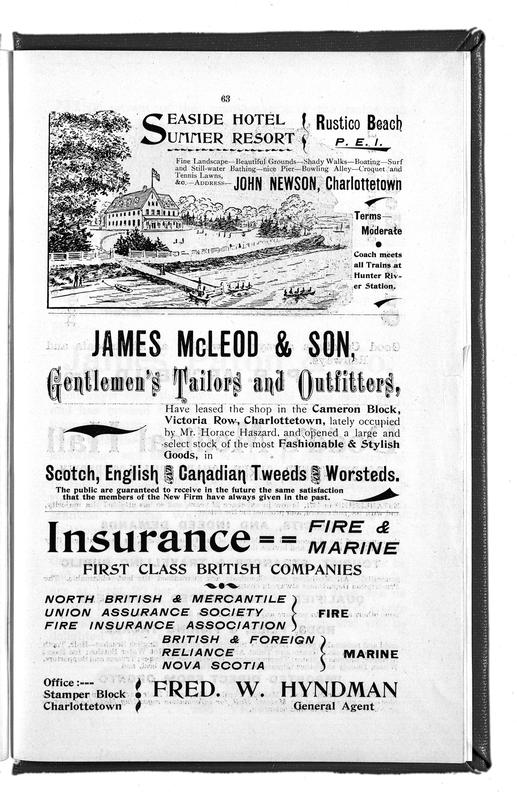 63
SEASIDE HOTEL
SUMMER RESORT
Rustico Beach
P. E. I.
Fine Landscape—Beautiful Grounds—Shady Walks—Boating—Surf
and Still-water Bathing—nice Pier—Bowling Alley—Croquet and
Tennis Lawns,
&c.—ADDRESS— JOHN NEWSON, Charlottetown
Terms
Moderate
Coach meets
all Trains at
Hunter Riv-
er Station.
JAMES McLEOD & SON,
Gentlemen's Tailors and Outfitters,
Have leased the shop in the Cameron Block,
Victoria Row, Charlottetown, lately occupied
by Mr. Horace Haszard, and opened a large and
select stock of the most Fashionable & Stylish
Goods, in
Scotch, English Canadian Tweeds Worsteds.
The public are guaranteed to receive in the future the same satisfaction
that the members of the New Firm have always given in the past.
Insurance == FIRE &
MARINE
FIRST CLASS BRITISH COMPANIES
NORTH BRITISH & MERCANTILE
UNION ASSURANCE SOCIETY
FIRE INSURANCE ASSOCIATION
FIRE
BRITISH & FOREIGN
RELIANCE
NOVA SCOTIA
MARINE
Office :---
Stamper Block
Charlottetown
FRED. W. HYNDMAN
General Agent